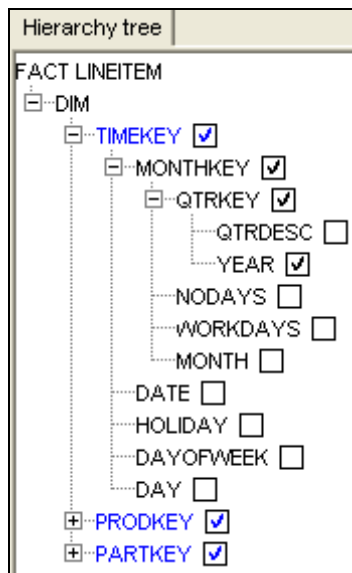 Hierarchy tree
FACT LINEITEM
DIM
TIMEKEY
MONTHKEY
QTRKEY
QTRDESC
YEAR
NODAYS
WORKDAYS
MONTH
DATE
HOLIDAY
DAYOFWEEK
DAY
PRODKEY
PARTKEY